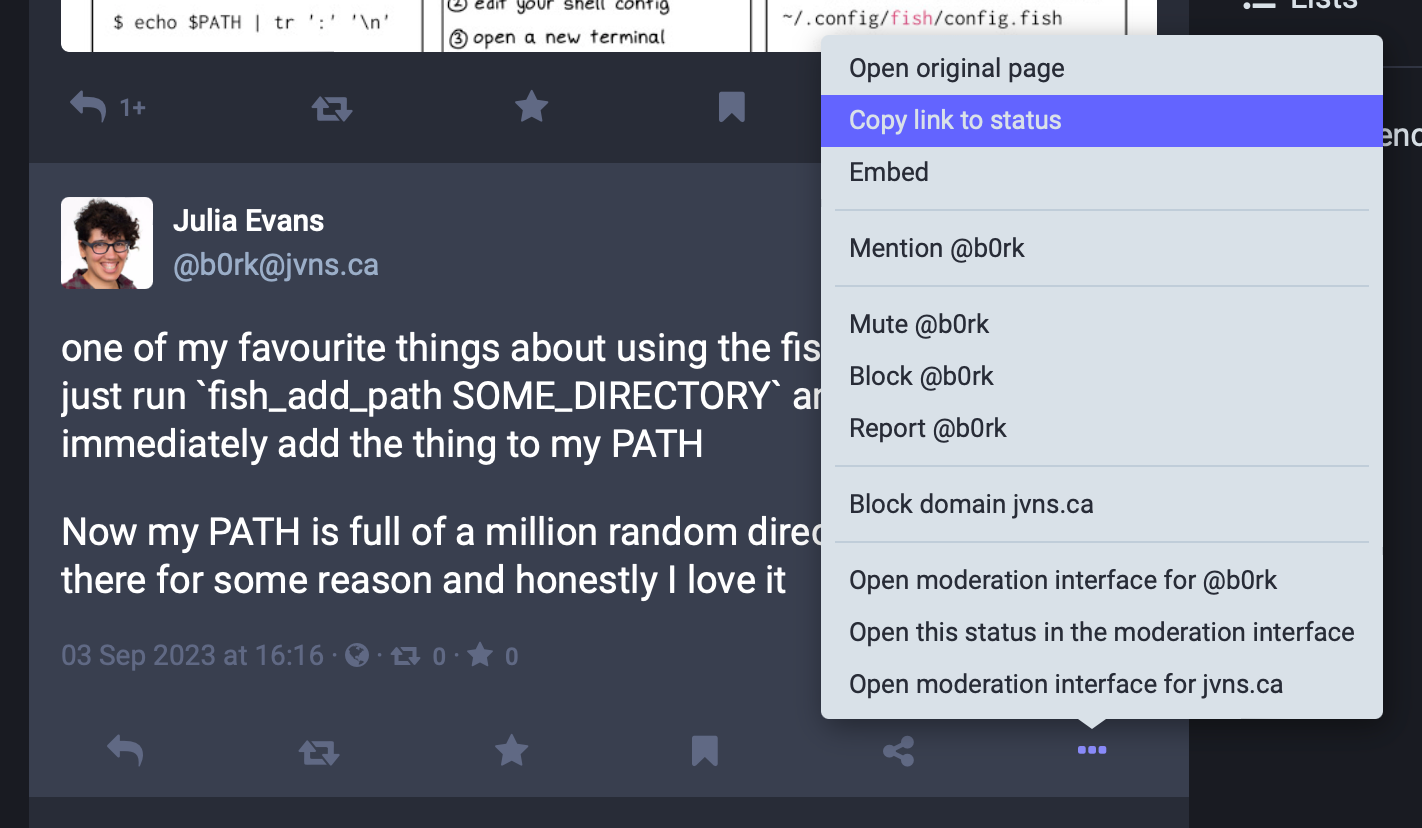 ② edit your shell config
$ echo $PATH | tr ':' '\n'
③ open a new terminal
~/.config/fish/config.fish
Lists
1+
Open original page
Copy link to status
Embed
Mention @b0rk
Mute @b0rk
Block @b0rk
Report @b0rk
Block domain jvns.ca
Open moderation interface for @b0rk
Open this status in the moderation interface
Open moderation interface for jvns.ca
Julia Evans
@b0rk@jvns.ca
one of my favourite things about using the
just run `fish_add_path SOME_DIRECTORY`
immediately add the thing to my PATH
Now my PATH is full of a million random
there for some reason and honestly I love it
03 Sep 2023 at 16:16 · · 0 · 0